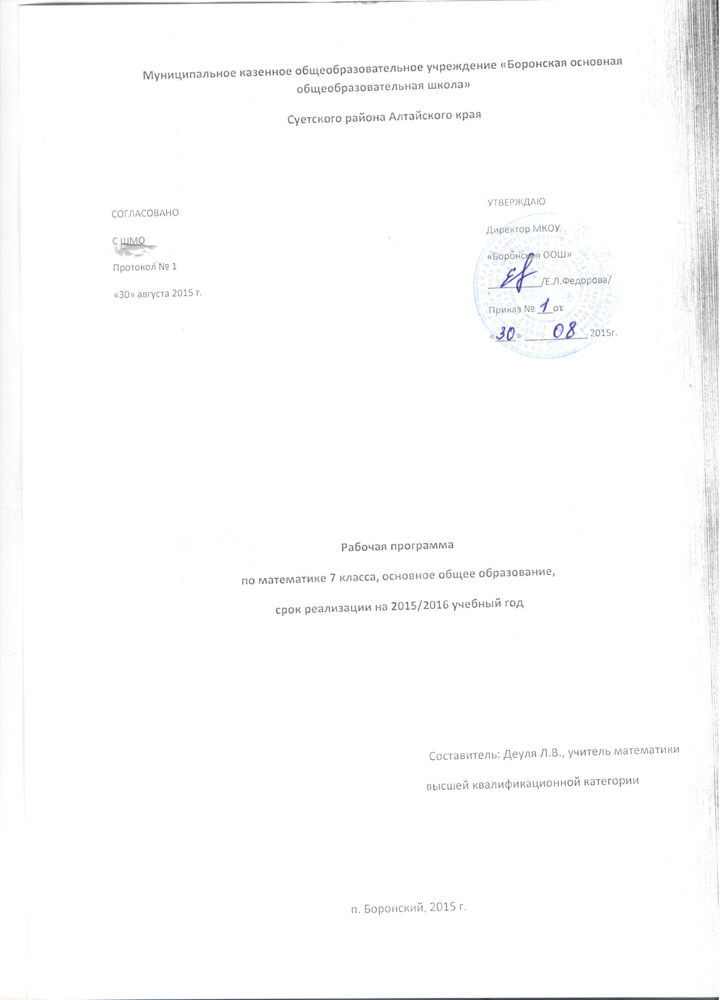 Муниципальное казенное общеобразовательное учреждение «Боронская основная
общеобразовательная школа»
Суетского района Алтайского края
СОГЛАСОВАНО
С ШМО
Протокол № 1
«30» августа 2015 г.
УТВЕРЖДАЮ
Директор МКОУ
«Боронская ООШ»
/Е.Л.Федорова/
Приказ № 1 от
«30» 08 2015г.
Рабочая программа
по математике 7 класса, основное общее образование,
срок реализации на 2015/2016 учебный год
Составитель: Деуля Л.В., учитель математики
высшей квалификационной категории
п. Боронский, 2015 г.